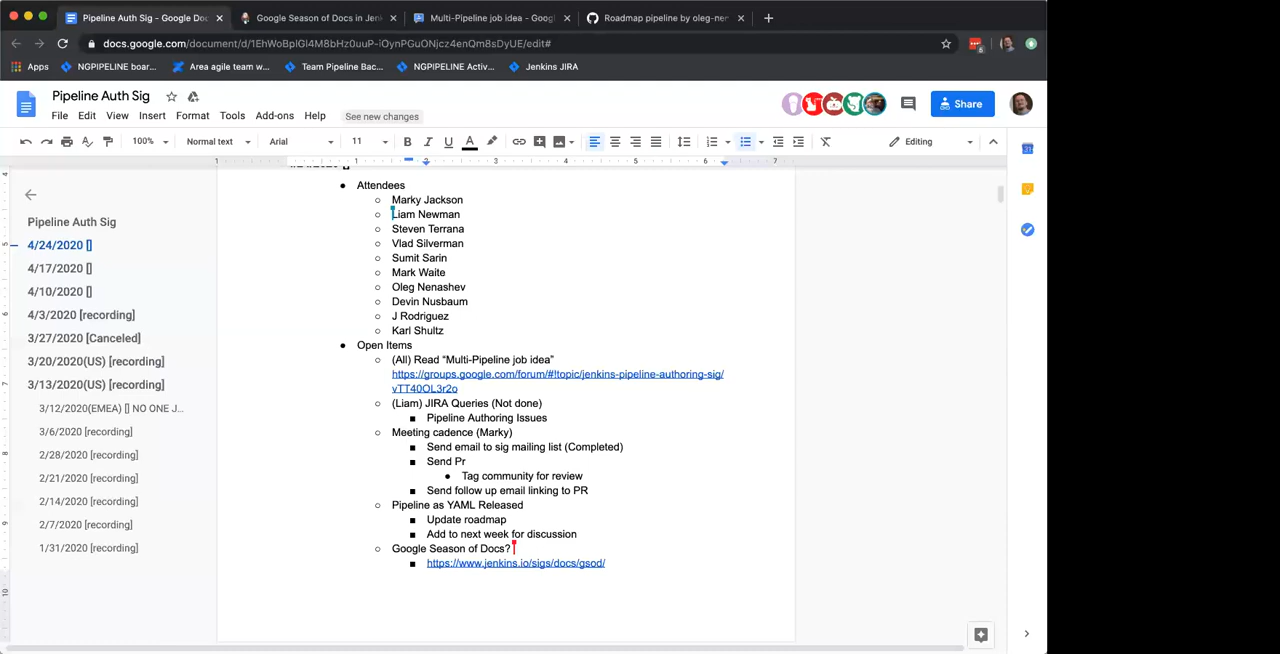 Pipeline Auth Sig - Google Doc
Google Season of Docs in Jen
Multi-Pipeline job idea - Goog
Roadmap pipeline by oleg-ner
docs.google.com/document/d/1EhWoBplGl4M8bHz0uuP-iOynPGuONjcz4enQm8sDyUE/edit#
Apps
NGPIPELINE boar...
Area agile team w...
Team Pipeline Bac...
NGPIPELINE Activ...
Jenkins JIRA
Pipeline Auth Sig
File Edit View Insert Format Tools Add-ons Help
See new changes
Share
100%
Normal text
Arial
11
Editing
1 1 2 3 4 5 6 7
Pipeline Auth Sig
4/24/2020 []
4/17/2020 []
4/10/2020 []
4/3/2020 [recording]
3/27/2020 [Canceled]
3/20/2020(US) [recording]
3/13/2020(US) [recording]
3/12/2020(EMEA) [] NO ONE J...
3/6/2020 [recording]
2/28/2020 [recording]
2/21/2020 [recording]
2/14/2020 [recording]
2/7/2020 [recording]
1/31/2020 [recording]
Attendees
Marky Jackson
Liam Newman
Steven Terrana
Vlad Silverman
Sumit Sarin
Mark Waite
Oleg Nenashev
Devin Nusbaum
J Rodriguez
Karl Shultz
Open Items
(All) Read “Multi-Pipeline job idea”
https://groups.google.com/forum/#!topic/jenkins-pipeline-authoring-sig/
vTT40OL3r2o
(Liam) JIRA Queries (Not done)
Pipeline Authoring Issues
Meeting cadence (Marky)
Send email to sig mailing list (Completed)
Send Pr
Tag community for review
Send follow up email linking to PR
Pipeline as YAML Released
Update roadmap
Add to next week for discussion
Google Season of Docs?
https://www.jenkins.io/sigs/docs/gsod/